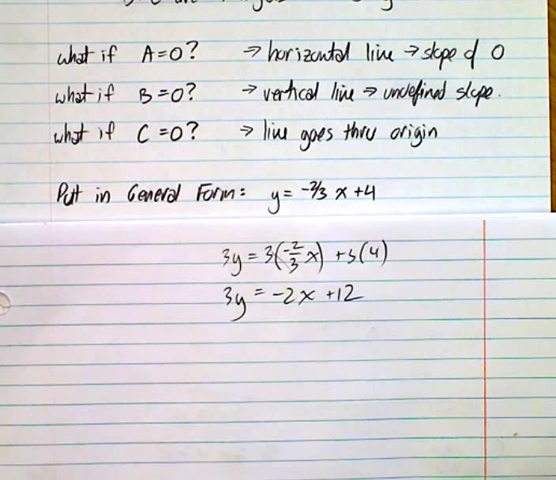 what if A=0? → horizontal line → slope of 0
what if B=0? → vertical line → undefined slope.
what if C=0? → line goes thru origin
Put in General Form: y = -2/3 x + 4
3y = 3(-2/3 x) + 3(4)
3y = -2x + 12